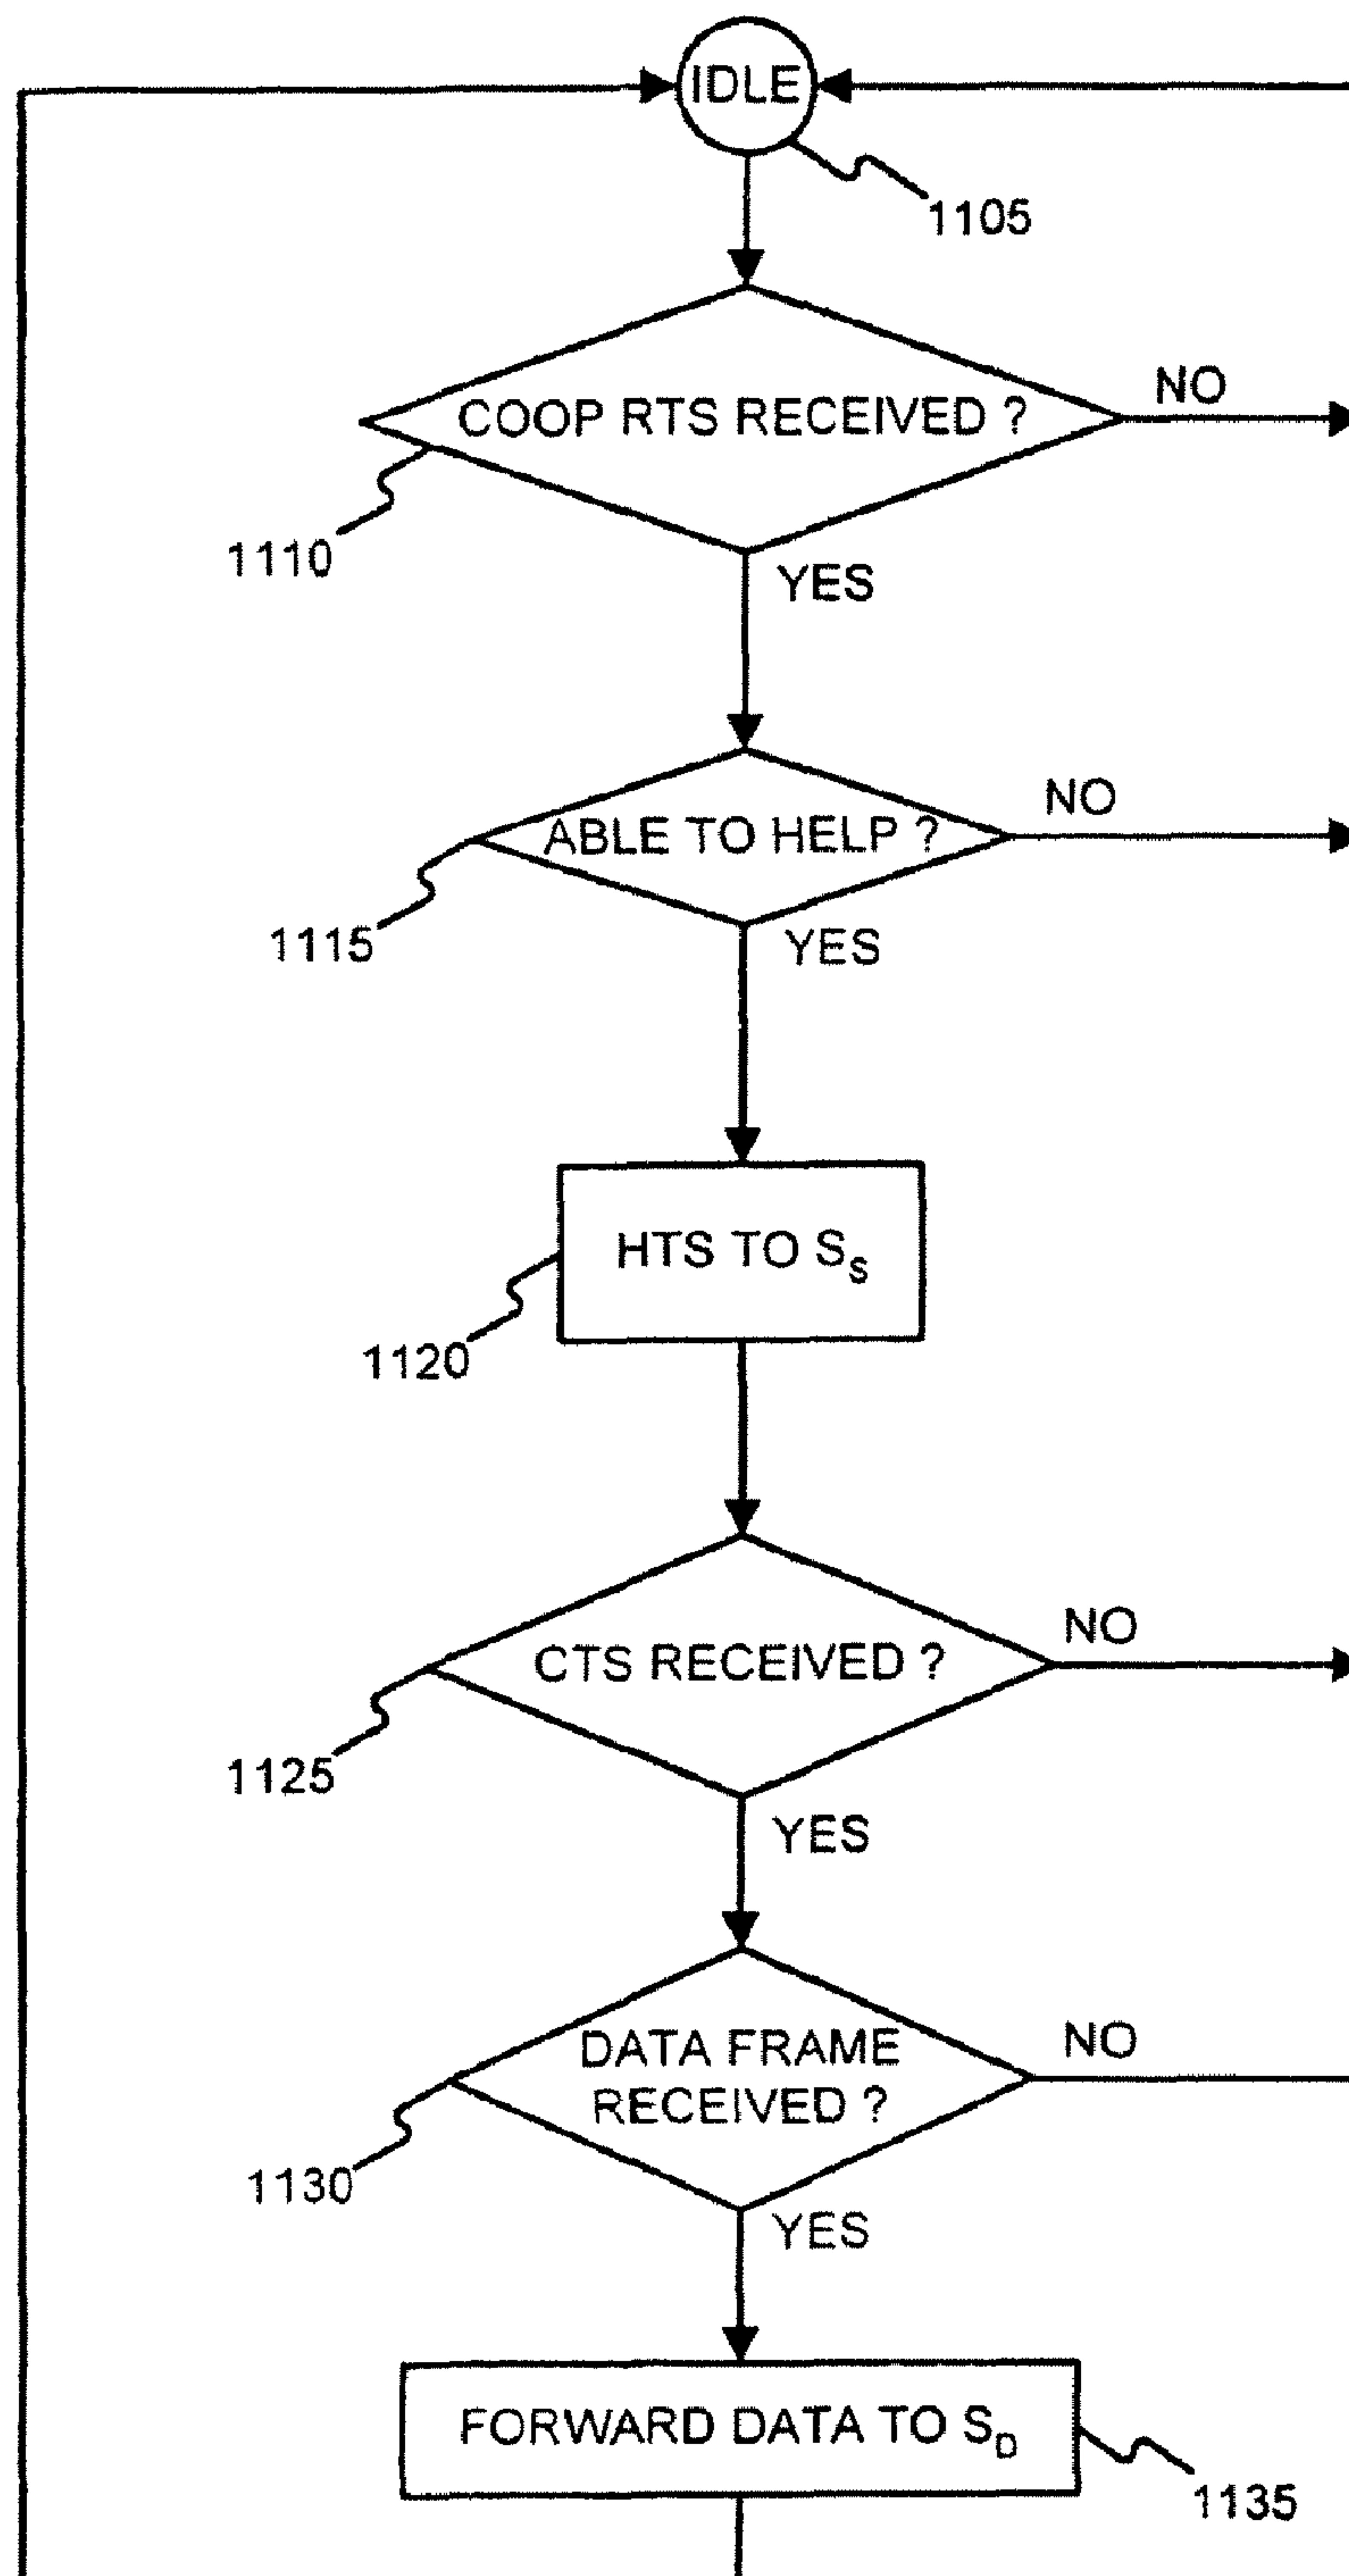 IDLE
1105
COOP RTS RECEIVED ?
NO
1110
YES
ABLE TO HELP ?
NO
1115
YES
HTS TO S_S
1120
CTS RECEIVED ?
NO
1125
YES
DATA FRAME
RECEIVED ?
NO
1130
YES
FORWARD DATA TO S_D
1135